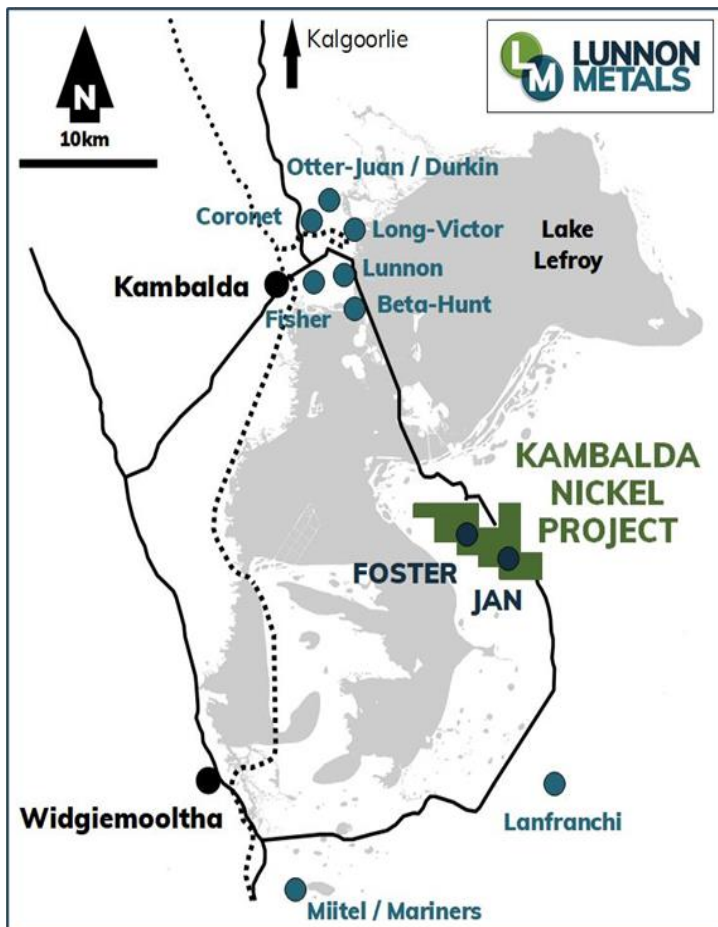 Kalgoorlie
LM LUNNON
METALS
N
10km
Otter-Juan / Durkin
Coronet
Long-Victor
Lake
Lefroy
Kambalda
Lunnon
Fisher
Beta-Hunt
KAMBALDA
NICKEL
PROJECT
FOSTER
JAN
Widgiemooltha
Lanfranchi
Miitel / Mariners